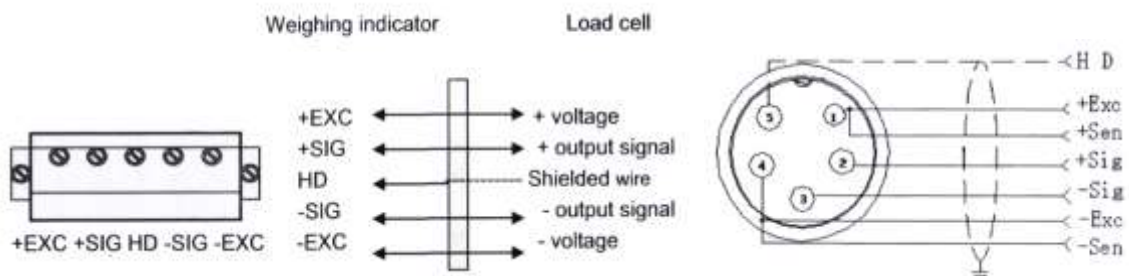 Weighing indicator
Load cell
+EXC
+ voltage
+SIG
+ output signal
HD
Shielded wire
-SIG
- output signal
-EXC
- voltage
+EXC +SIG HD -SIG -EXC
5
1
4
2
3
H D
+Exc
+Sen
+Sig
-Sig
-Exc
-Sen